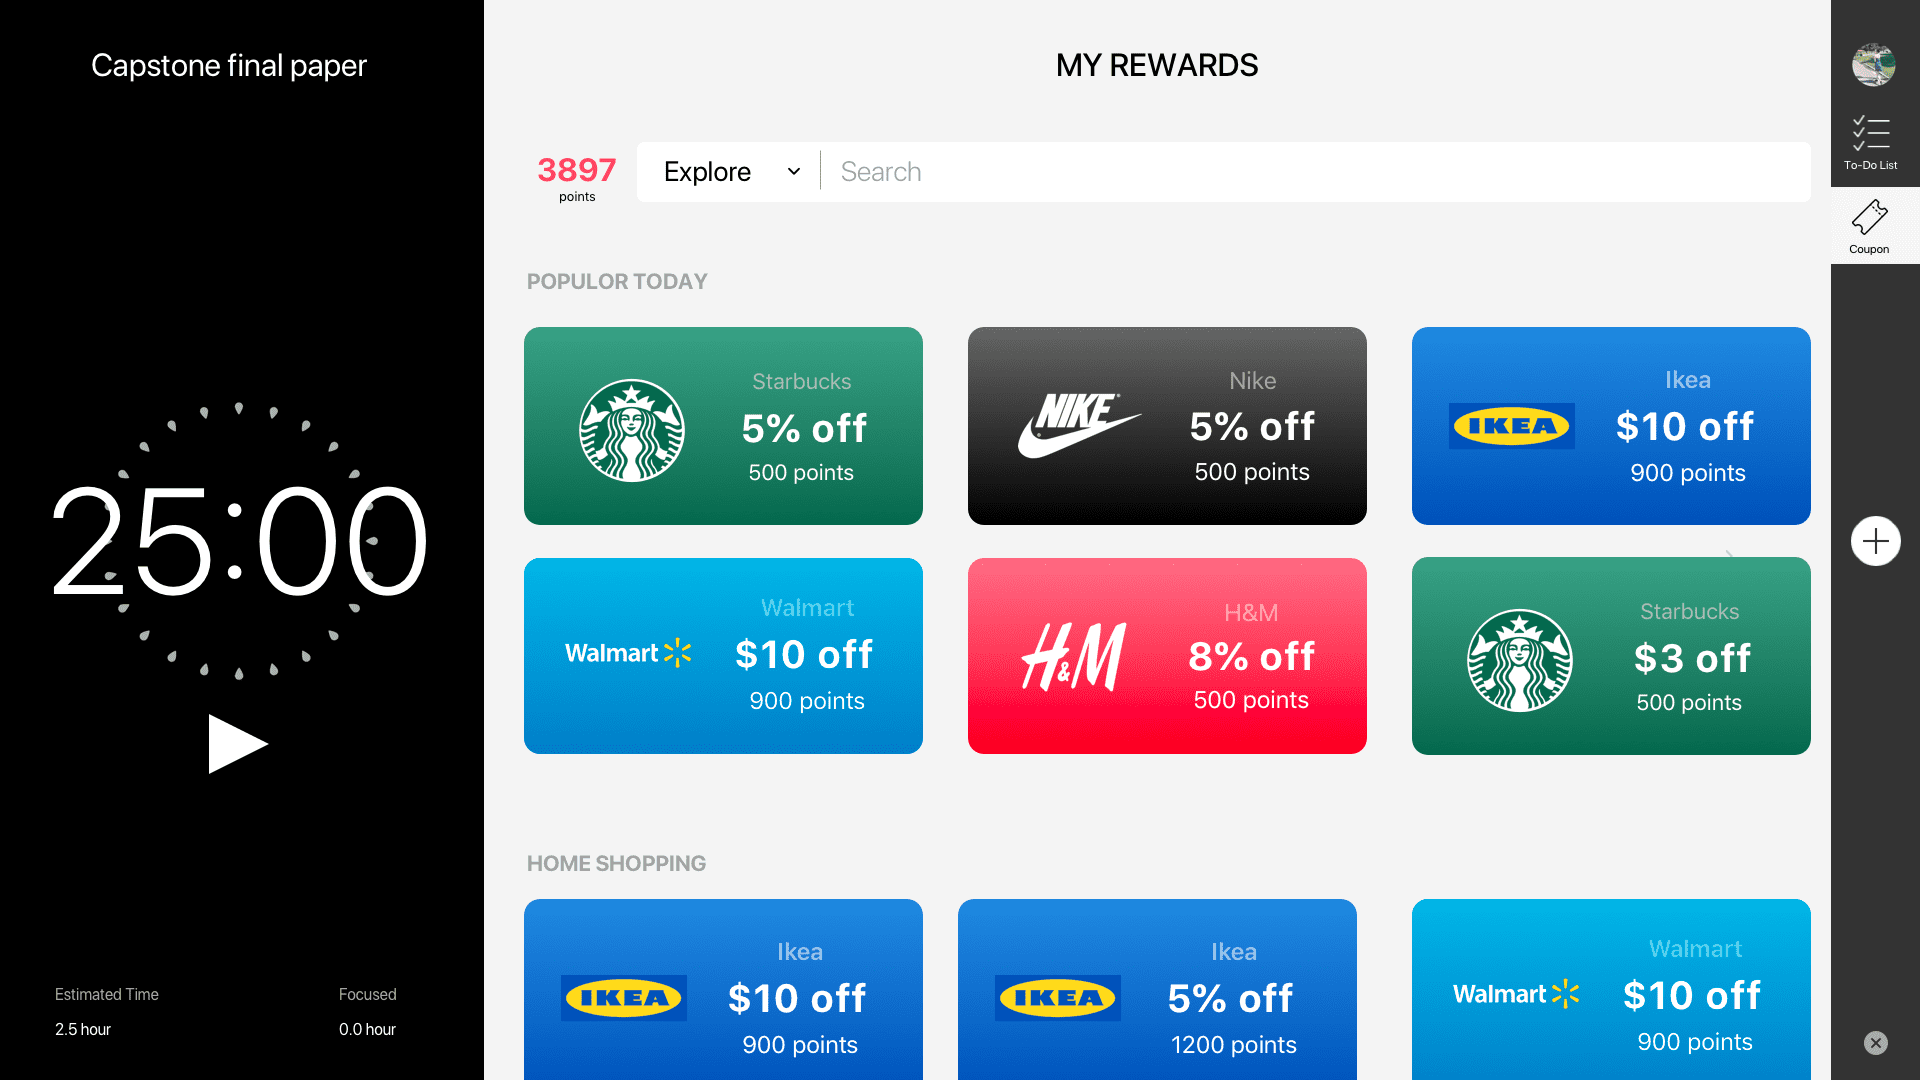 Capstone final paper
25:00
Estimated Time
2.5 hour
Focused
0.0 hour
MY REWARDS
3897
points
Explore
Search
POPULOR TODAY
Starbucks
5% off
500 points
NIKE
Nike
5% off
500 points
IKEA
Ikea
$10 off
900 points
Walmart
Walmart
$10 off
900 points
H&M
H&M
8% off
500 points
Starbucks
$3 off
500 points
HOME SHOPPING
IKEA
Ikea
$10 off
900 points
IKEA
Ikea
5% off
1200 points
Walmart
Walmart
$10 off
900 points
To-Do List
Coupon